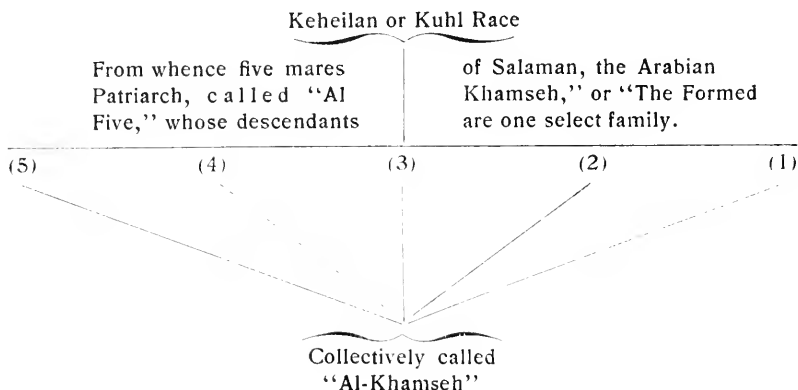 Keheilan or Kuhl Race
From whence five mares of Salaman, the Arabian
Patriarch, called “Al Khamseh,” or “The Formed
Five,” whose descendants are one select family.
(5) (4) (3) (2) (1)
Collectively called
“Al-Khamseh”